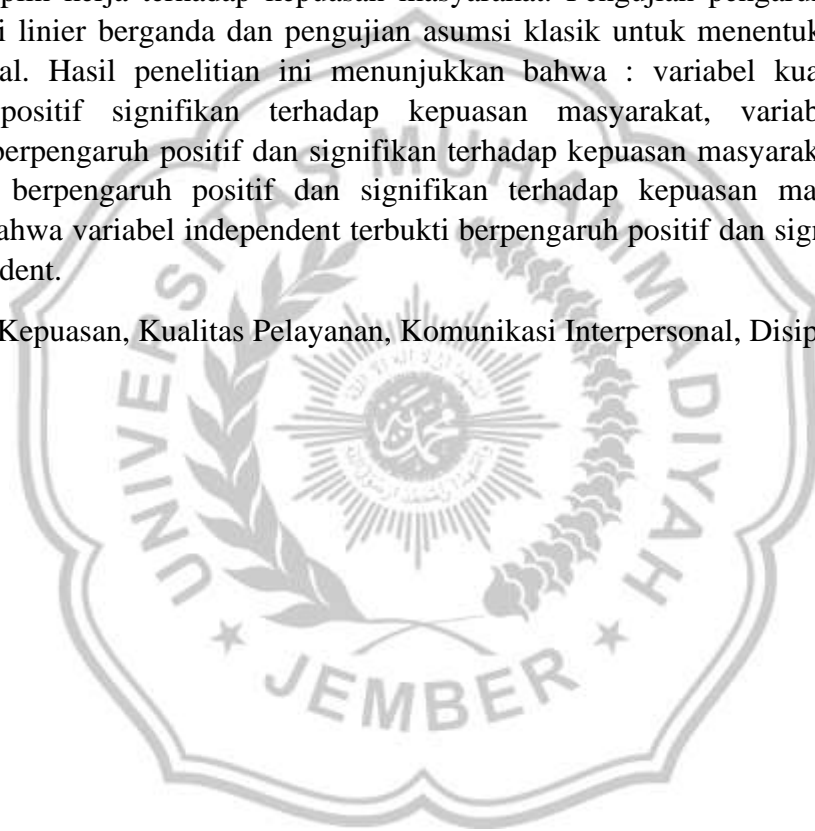 terhadap kepuasan masyarakat. Pengujian
i linier berganda dan pengujian asumsi klasik untuk menentuk
al. Hasil penelitian ini menunjukkan bahwa : variabel kua
positif signifikan terhadap kepuasan masyarakat, variab
berpengaruh positif dan signifikan terhadap kepuasan masyarak
berpengaruh positif dan signifikan terhadap kepuasan ma
ahwa variabel independent terbukti berpengaruh positif dan sign
dent.
Kepuasan, Kualitas Pelayanan, Komunikasi Interpersonal, Disip
UNIVERSITAS MUHAMMADIYAH
JEMBER